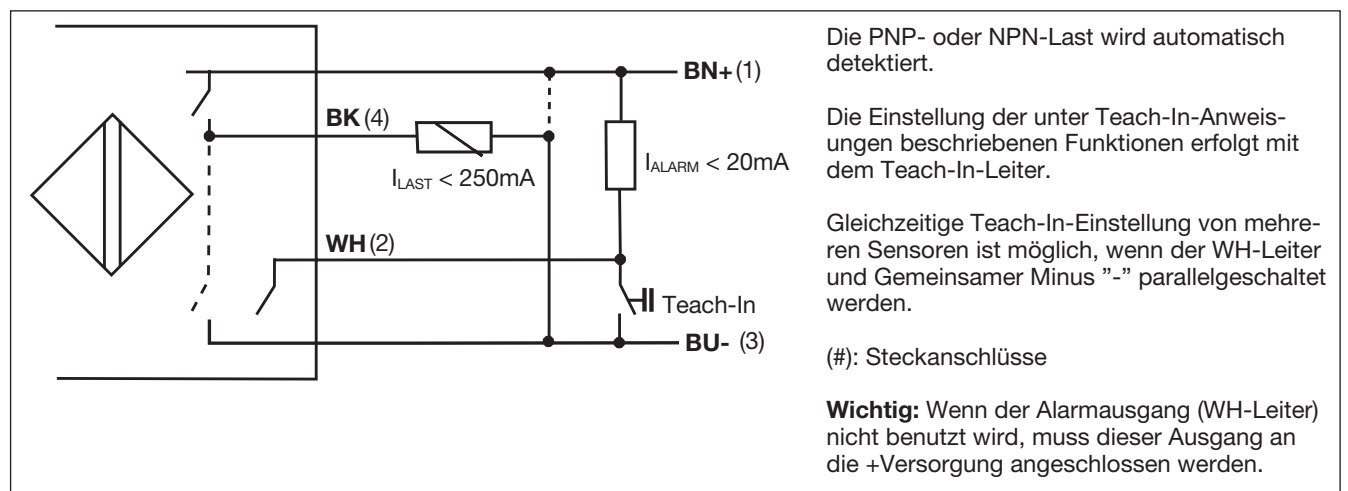 BN+ (1)
BK (4)
I_LAST < 250mA
I_ALARM < 20mA
WH (2)
Teach-In
BU- (3)
Die PNP- oder NPN-Last wird automatisch
detektiert.
Die Einstellung der unter Teach-In-Anweis-
ungen beschriebenen Funktionen erfolgt mit
dem Teach-In-Leiter.
Gleichzeitige Teach-In-Einstellung von mehre-
ren Sensoren ist möglich, wenn der WH-Leiter
und Gemeinsamer Minus ”-” parallelgeschaltet
werden.
(#): Steckanschlüsse
Wichtig: Wenn der Alarmausgang (WH-Leiter)
nicht benutzt wird, muss dieser Ausgang an
die +Versorgung angeschlossen werden.